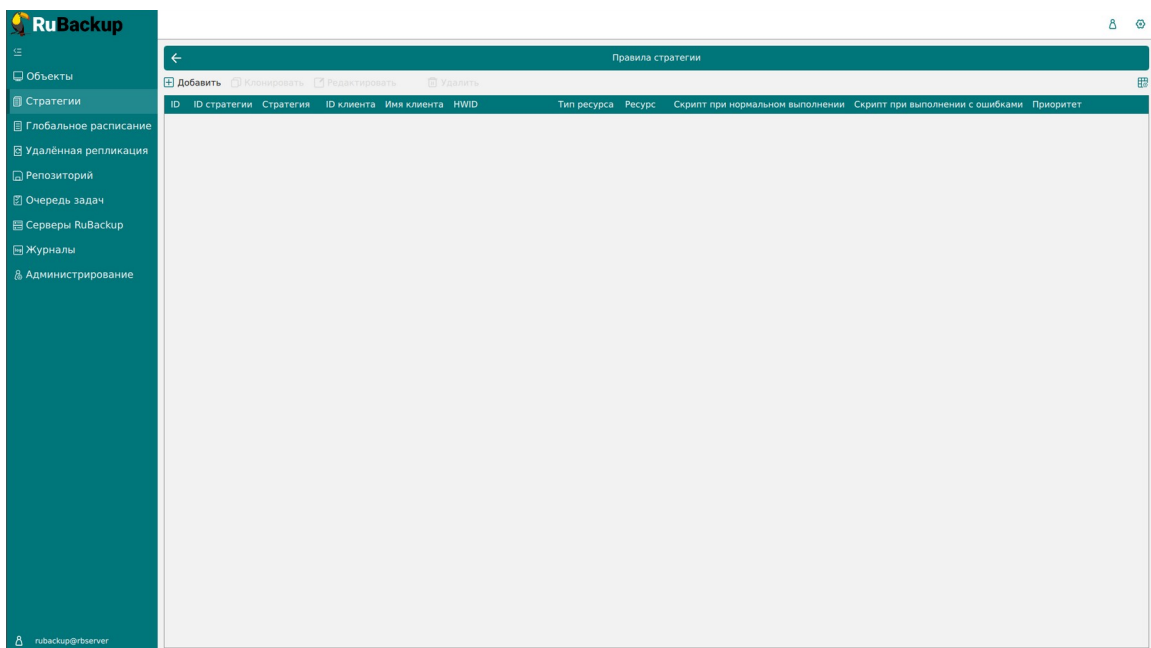 RuBackup
Объекты
Стратегии
Глобальное расписание
Удалённая репликация
Репозиторий
Очередь задач
Серверы RuBackup
Журналы
Администрирование
rubackup@rbserver
Правила стратегии
Добавить Клонировать Редактировать Удалить
ID ID стратегии Стратегия ID клиента Имя клиента HWID Тип ресурса Ресурс Скрипт при нормальном выполнении Скрипт при выполнении с ошибками Приоритет